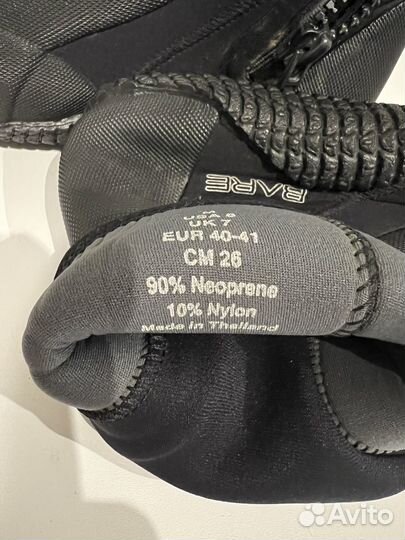 BARE
USA 8
UK 7
EUR 40-41
CM 26
90% Neoprene
10% Nylon
Made in Thailand
Avito